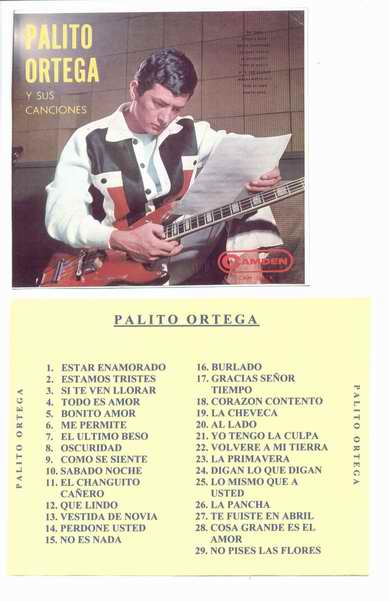 PALITO
ORTEGA
Y SUS
CANCIONES
CAMDEN
PALITO ORTEGA
1. ESTAR ENAMORADO
2. ESTAMOS TRISTES
3. SI TE VEN LLORAR
4. TODO ES AMOR
5. BONITO AMOR
6. ME PERMITE
7. EL ULTIMO BESO
8. OSCURIDAD
9. COMO SE SIENTE
10. SABADO NOCHE
11. EL CHANGUITO
CAÑERO
12. QUE LINDO
13. VESTIDA DE NOVIA
14. PERDONE USTED
15. NO ES NADA
16. BURLADO
17. GRACIAS SEÑOR
TIEMPO
18. CORAZON CONTENTO
19. LA CHEVECA
20. AL LADO
21. YO TENGO LA CULPA
22. VOLVERE A MI TIERRA
23. LA PRIMAVERA
24. DIGAN LO QUE DIGAN
25. LO MISMO QUE A
USTED
26. LA PANCHA
27. TE FUISTE EN ABRIL
28. COSA GRANDE ES EL
AMOR
29. NO PISES LAS FLORES
PALITO ORTEGA
PALITO ORTEGA